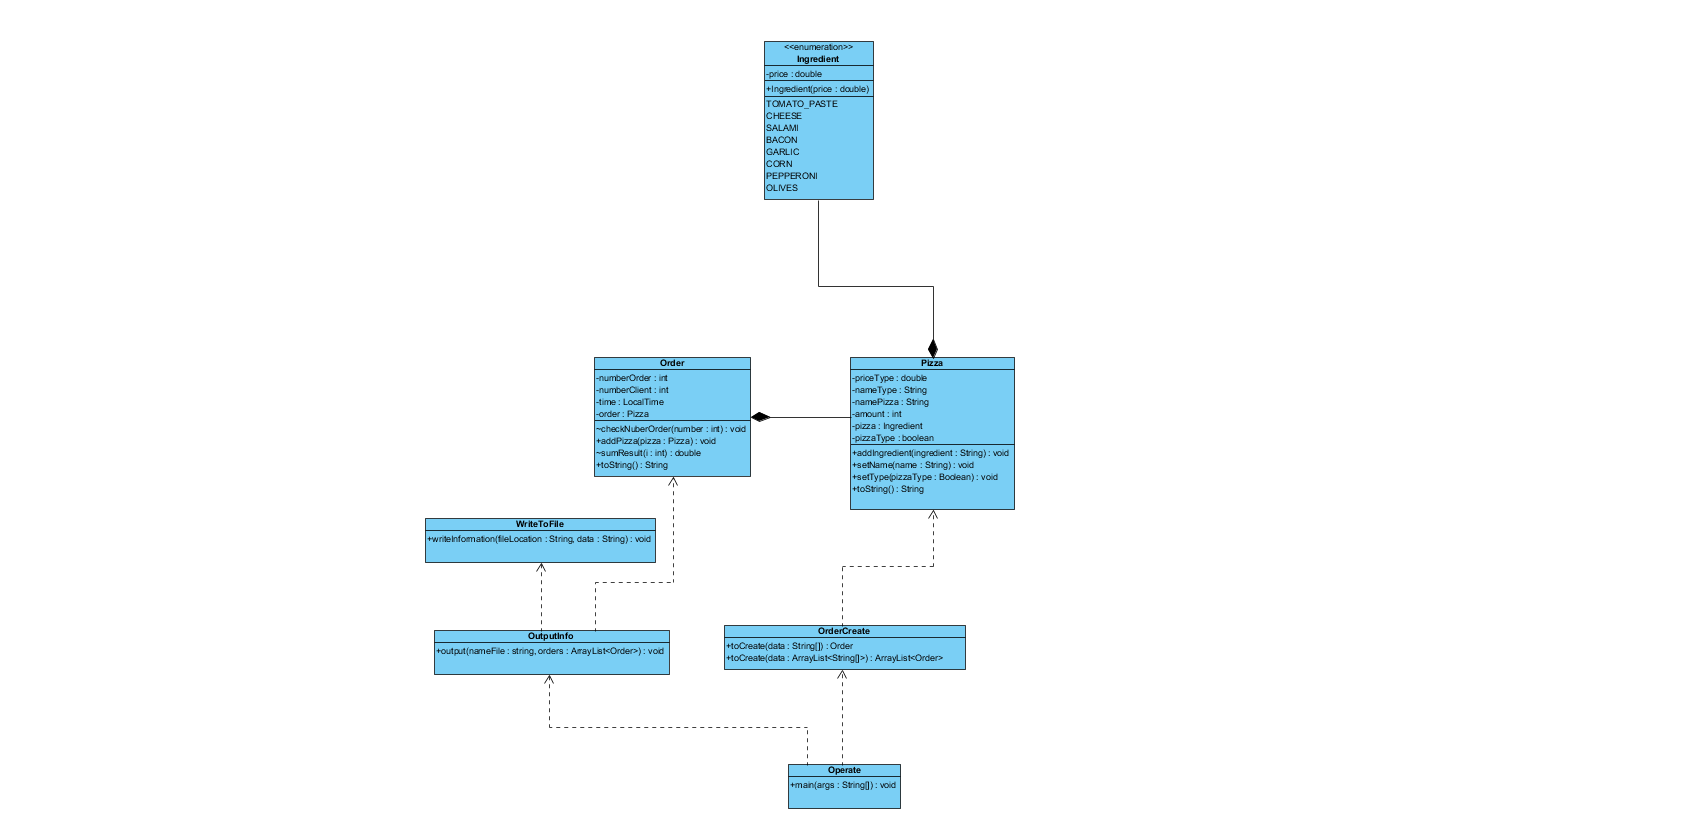 <<enumeration>>
Ingredient
-price : double
+Ingredient(price : double)
TOMATO_PASTE
CHEESE
SALAMI
BACON
GARLIC
CORN
PEPPERONI
OLIVES
Order
-numberOrder : int
-numberClient : int
-time : LocalTime
-order : Pizza
~checkNuberOrder(number : int) : void
+addPizza(pizza : Pizza) : void
~sumResult(i : int) : double
+toString() : String
Pizza
-priceType : double
-nameType : String
-namePizza : String
-amount : int
-pizza : Ingredient
-pizzaType : boolean
+addIngredient(ingredient : String) : void
+setName(name : String) : void
+setType(pizzaType : Boolean) : void
+toString() : String
WriteToFile
+writeInformation(fileLocation : String, data : String) : void
OutputInfo
+output(nameFile : string, orders : ArrayList<Order>) : void
OrderCreate
+toCreate(data : String[]) : Order
+toCreate(data : ArrayList<String[]>) : ArrayList<Order>
Operate
+main(args : String[]) : void